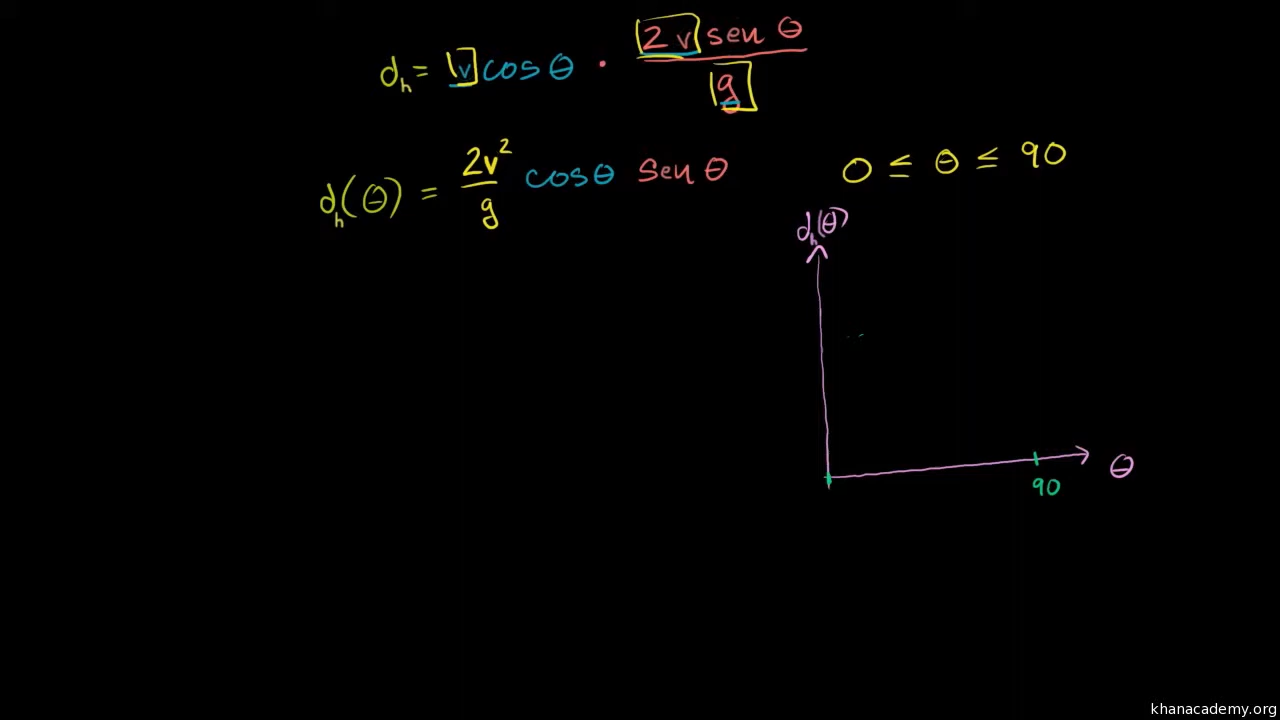 d_h = v cos θ · 2 v sen θ / g
d_h(θ) = 2v² / g cos θ sen θ
0 ≤ θ ≤ 90
d_h(θ)
θ
90
khanacademy.org